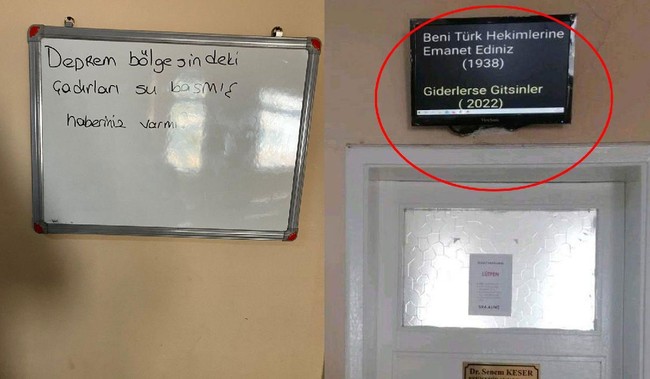 Deprem bölgesindeki
çadırları su basmış
haberiniz varmı
Beni Türk Hekimlerine
Emanet Ediniz
(1938)
Giderlerse Gitsinler
( 2022)
LÜTFEN
Dr. Senem KESER